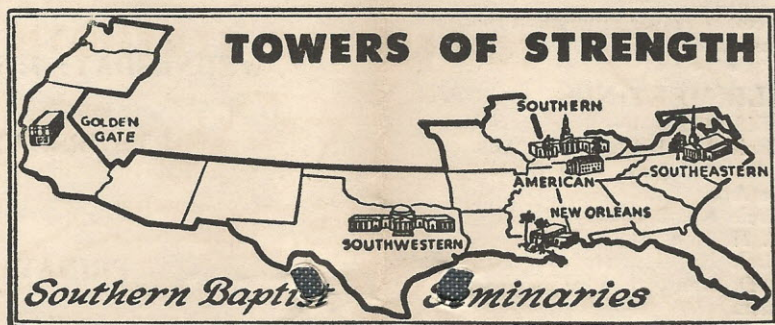 TOWERS OF STRENGTH
GOLDEN
GATE
SOUTHERN
AMERICAN
SOUTHEASTERN
NEW ORLEANS
SOUTHWESTERN
Southern Baptist Seminaries